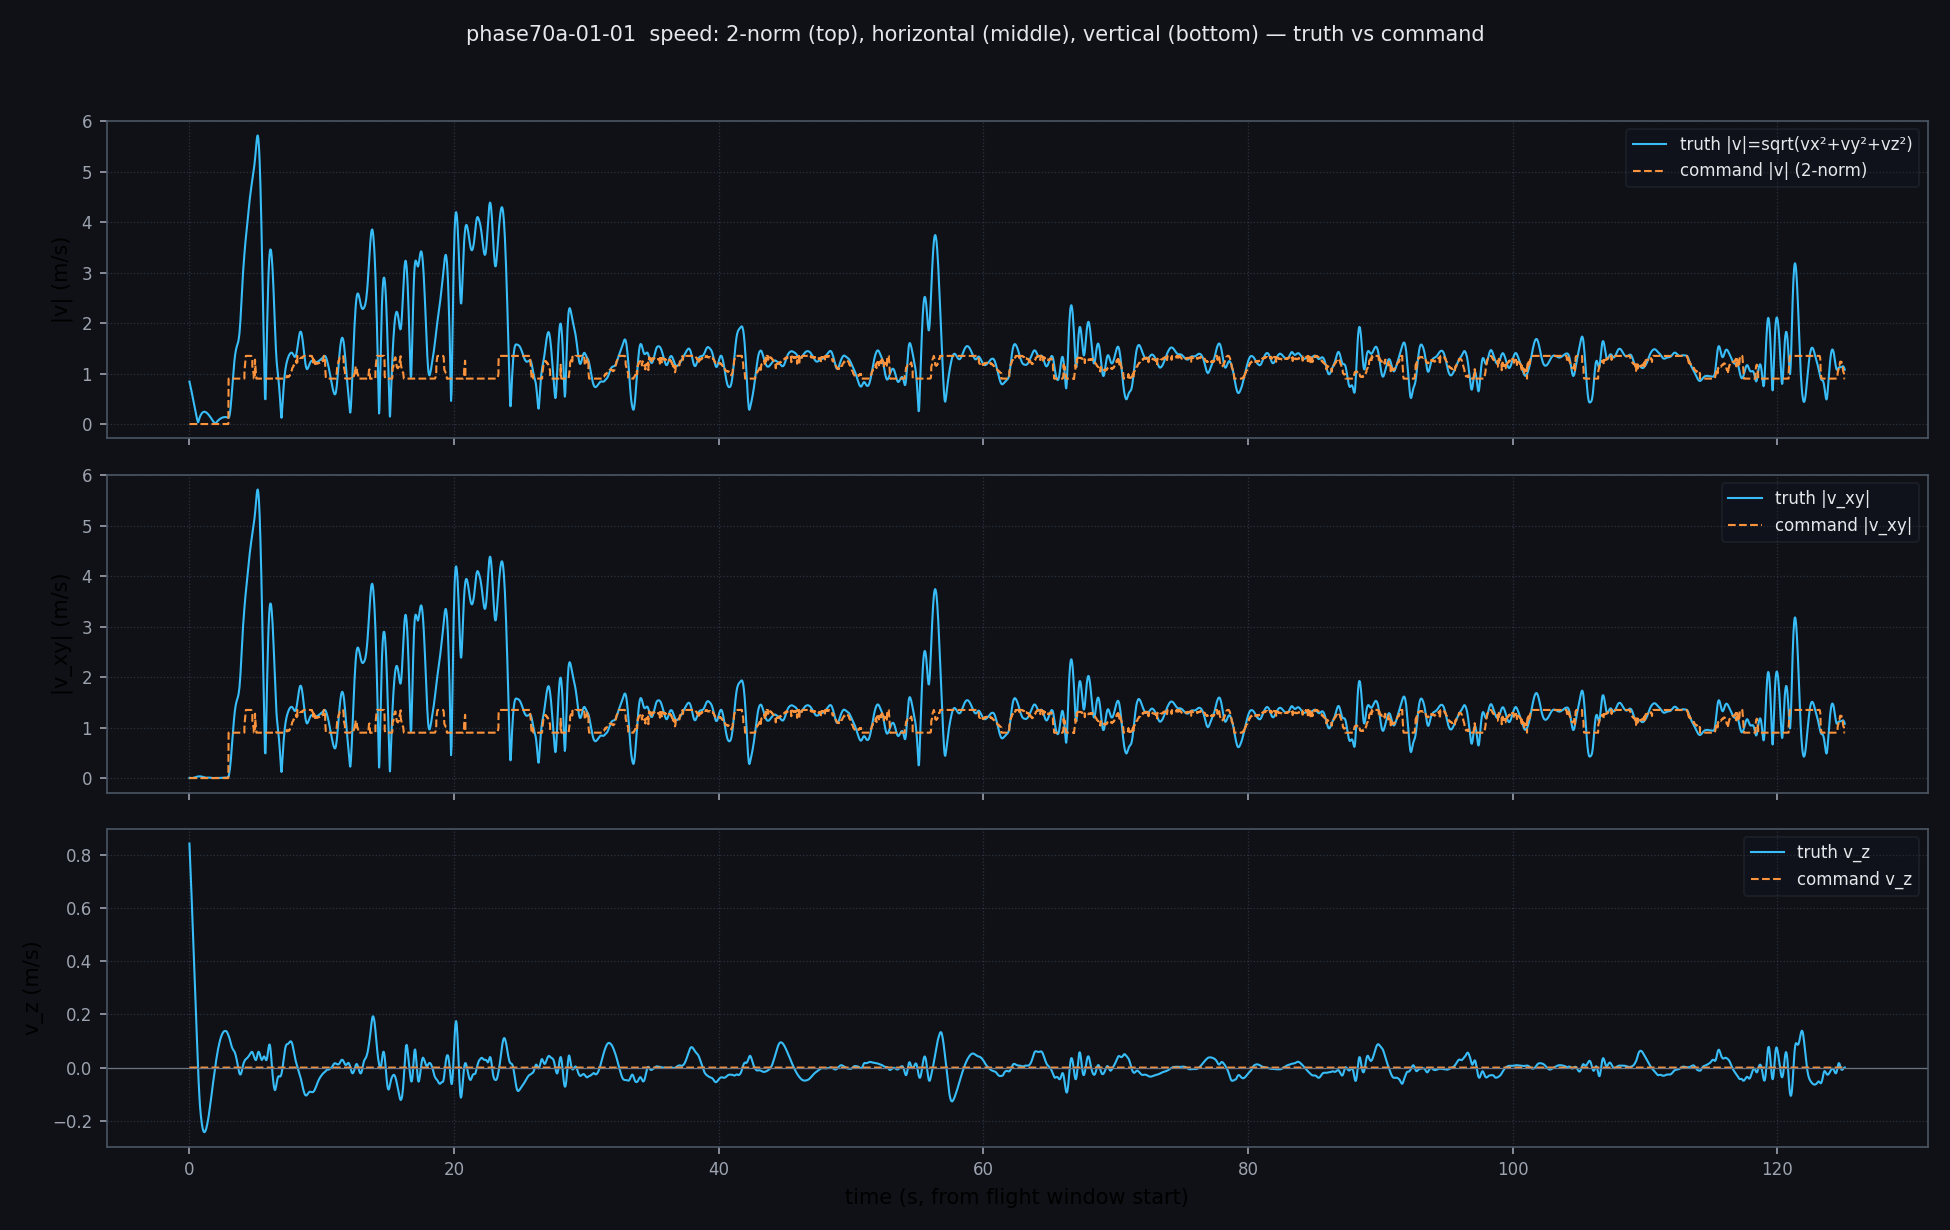 phase70a-01-01  speed: 2-norm (top), horizontal (middle), vertical (bottom) — truth vs command
6
5
4
3
2
1
0
|v| (m/s)
truth |v|=sqrt(vx²+vy²+vz²)
command |v| (2-norm)
6
5
4
3
2
1
0
|v_xy| (m/s)
truth |v_xy|
command |v_xy|
0.8
0.6
0.4
0.2
0.0
−0.2
v_z (m/s)
truth v_z
command v_z
0 20 40 60 80 100 120
time (s, from flight window start)